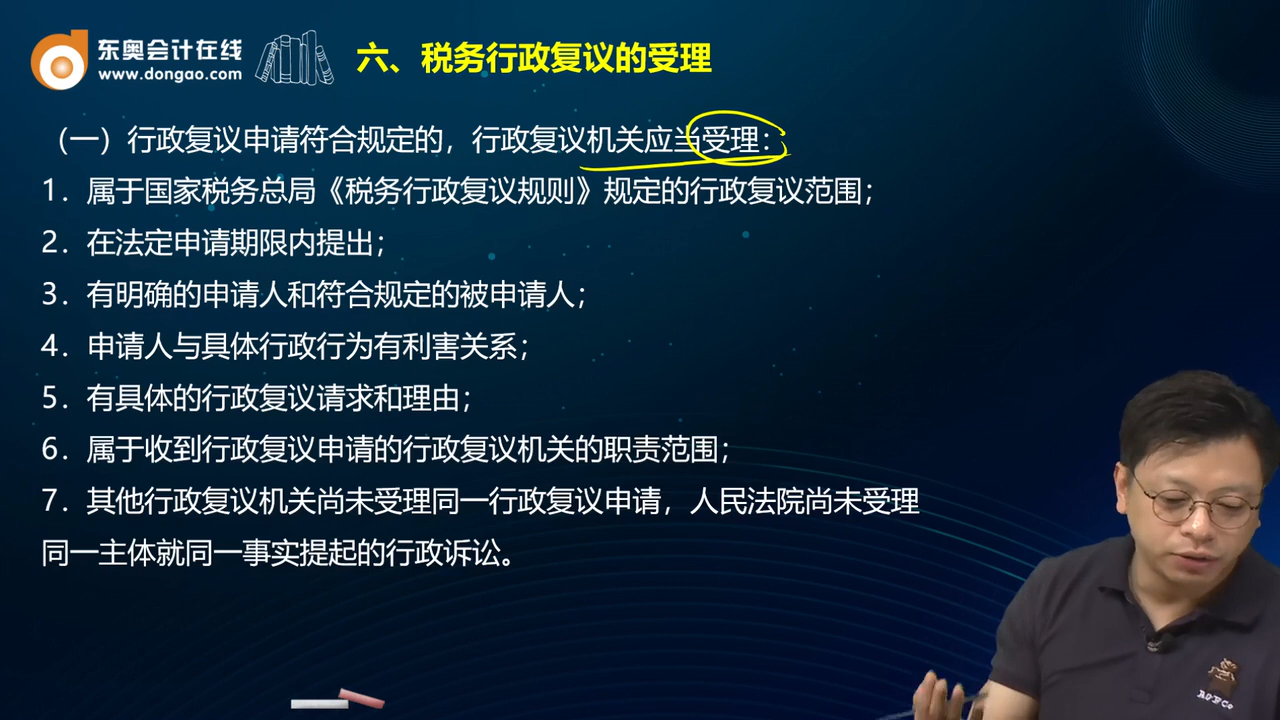 东奥会计在线
www.dongao.com
六、税务行政复议的受理
（一）行政复议申请符合规定的，行政复议机关应当受理：
1．属于国家税务总局《税务行政复议规则》规定的行政复议范围；
2．在法定申请期限内提出；
3．有明确的申请人和符合规定的被申请人；
4．申请人与具体行政行为有利害关系；
5．有具体的行政复议请求和理由；
6．属于收到行政复议申请的行政复议机关的职责范围；
7．其他行政复议机关尚未受理同一行政复议申请，人民法院尚未受理
同一主体就同一事实提起的行政诉讼。